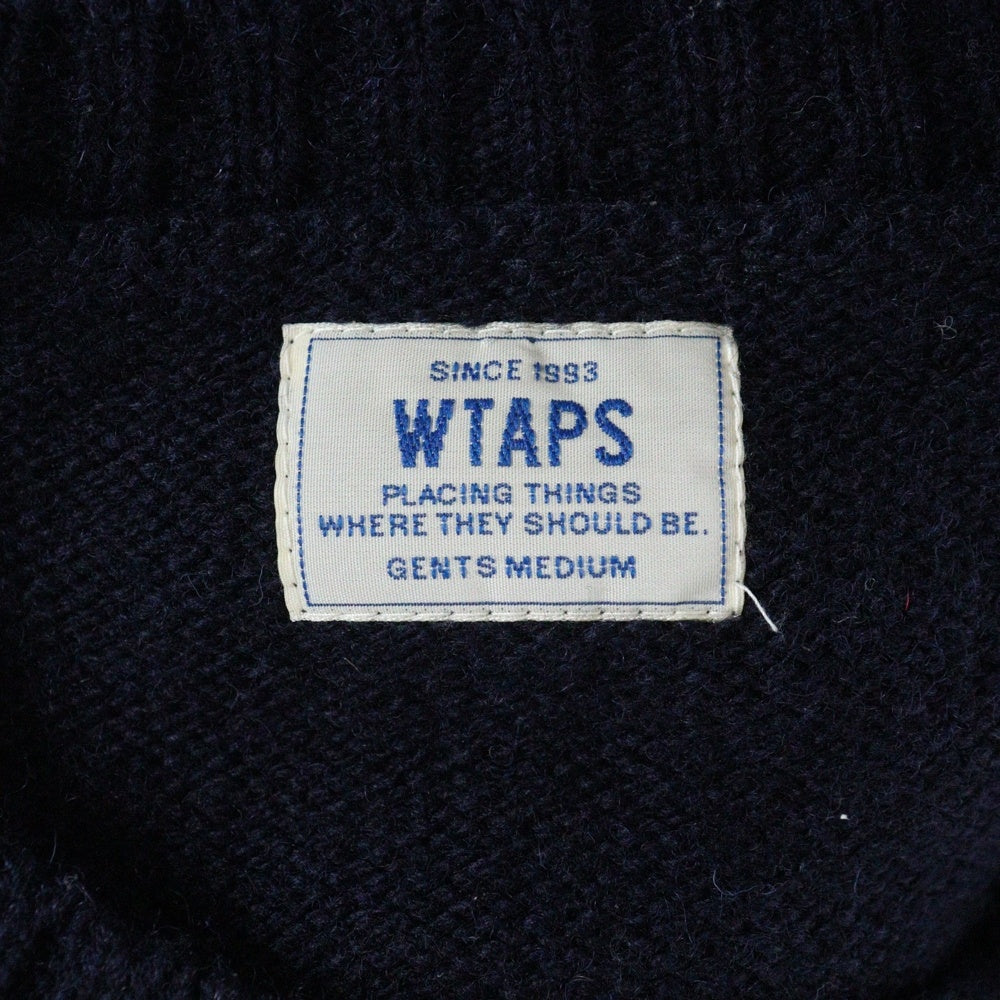 SINCE 1993
WTAPS
PLACING THINGS
WHERE THEY SHOULD BE.
GENTS MEDIUM